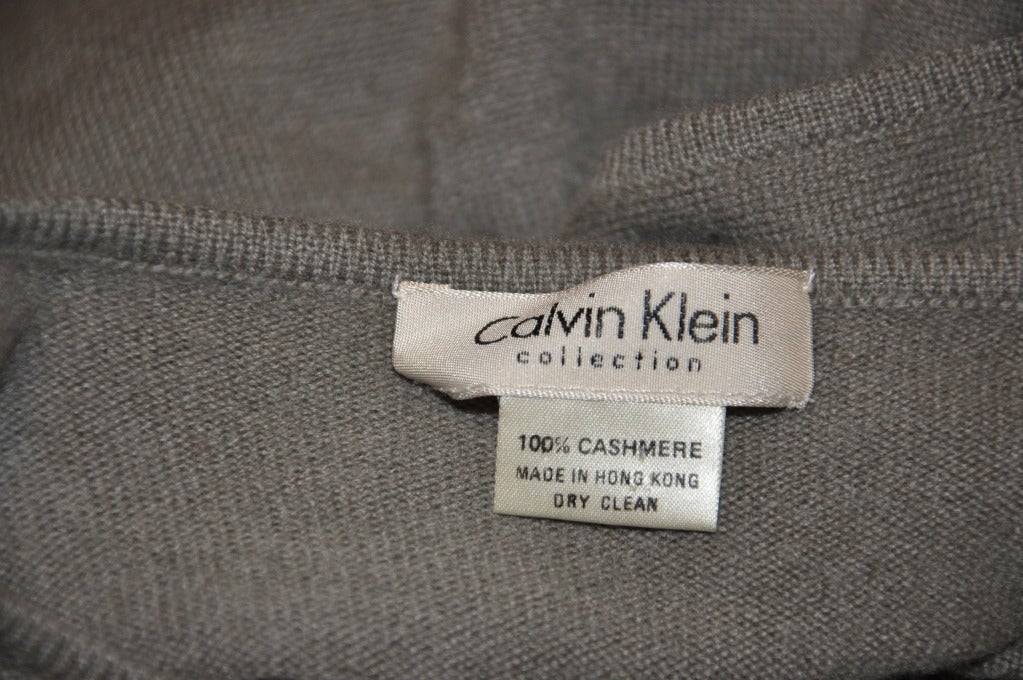 Calvin Klein
collection
100% CASHMERE
MADE IN HONG KONG
DRY CLEAN